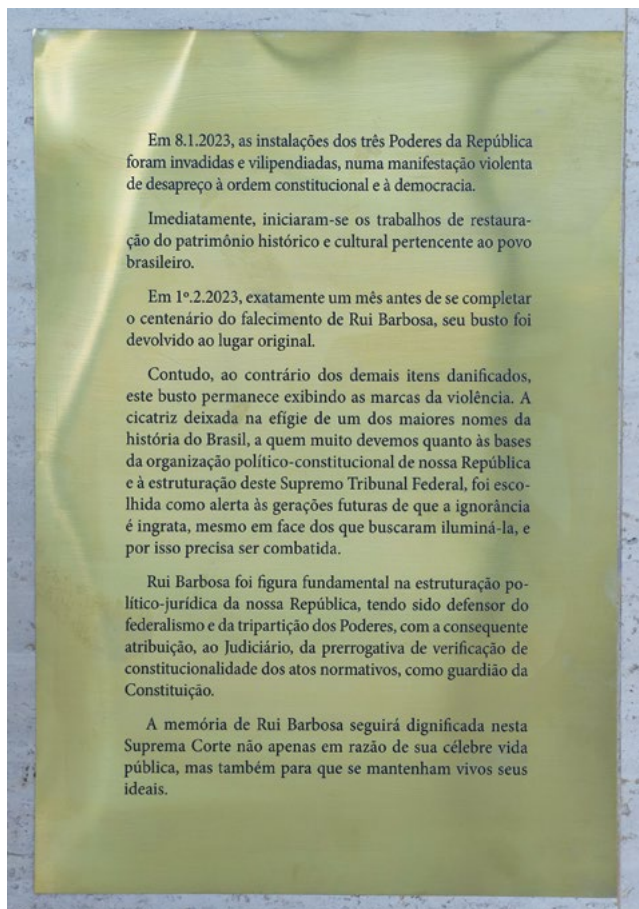 Em 8.1.2023, as instalações dos três Poderes da República
foram invadidas e vilipendiadas, numa manifestação violenta
de desapreço à ordem constitucional e à democracia.
Imediatamente, iniciaram-se os trabalhos de restaura-
ção do patrimônio histórico e cultural pertencente ao povo
brasileiro.
Em 1º.2.2023, exatamente um mês antes de se completar
o centenário do falecimento de Rui Barbosa, seu busto foi
devolvido ao lugar original.
Contudo, ao contrário dos demais itens danificados,
este busto permanece exibindo as marcas da violência. A
cicatriz deixada na efígie de um dos maiores nomes da
história do Brasil, a quem muito devemos quanto às bases
da organização político-constitucional de nossa República
e à estruturação deste Supremo Tribunal Federal, foi esco-
lhida como alerta às gerações futuras de que a ignorância
é ingrata, mesmo em face dos que buscaram iluminá-la, e
por isso precisa ser combatida.
Rui Barbosa foi figura fundamental na estruturação po-
lítico-jurídica da nossa República, tendo sido defensor do
federalismo e da tripartição dos Poderes, com a consequente
atribuição, ao Judiciário, da prerrogativa de verificação de
constitucionalidade dos atos normativos, como guardião da
Constituição.
A memória de Rui Barbosa seguirá dignificada nesta
Suprema Corte não apenas em razão de sua célebre vida
pública, mas também para que se mantenham vivos seus
ideais.